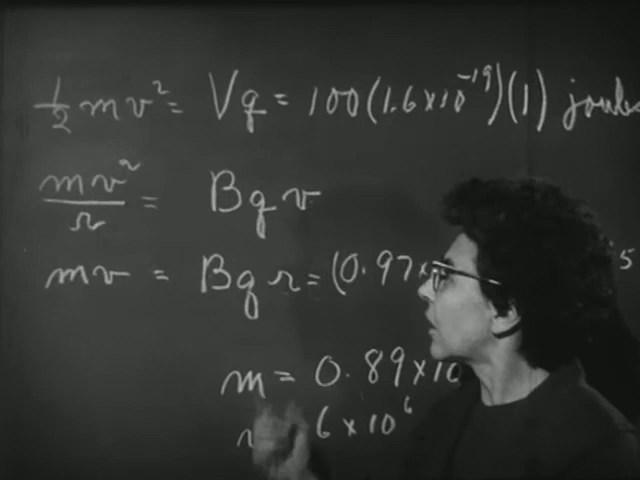 ½mv² = Vq = 100(1.6×10⁻¹⁹)(1) joules
mv²/r = Bqv
mv = Bqr = (0.97× 5
m = 0.89×10
6×10⁶